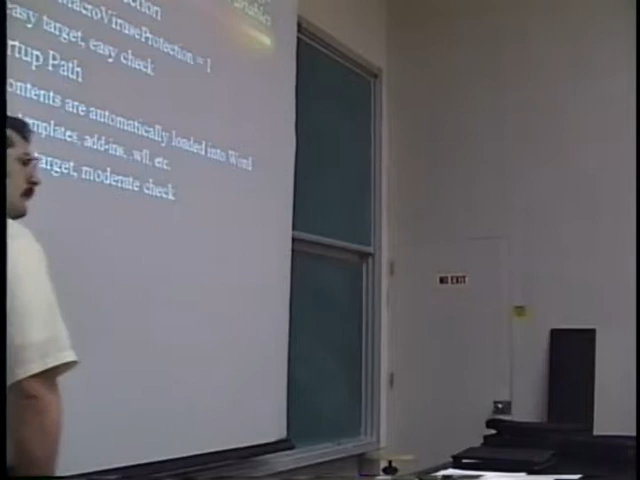 MacroVirusProtection = 1
easy target, easy check
rtup Path
ontents are automatically loaded into Word
templates, add-ins, .wll, etc.
target, moderate check
NO EXIT